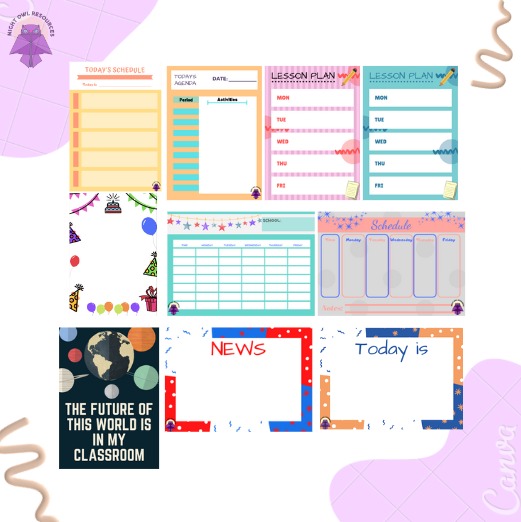 NIGHT OWL RESOURCES
TODAY'S SCHEDULE
TODAY'S AGENDA
DATE:
Period
Activities
LESSON PLAN
MON
TUE
WED
THU
FRI
LESSON PLAN
MON
TUE
WED
THU
FRI
SCHOOL:
Schedule
Monday
Wednesday
Friday
THE FUTURE OF
THIS WORLD IS
IN MY
CLASSROOM
NEWS
Today is
Canva